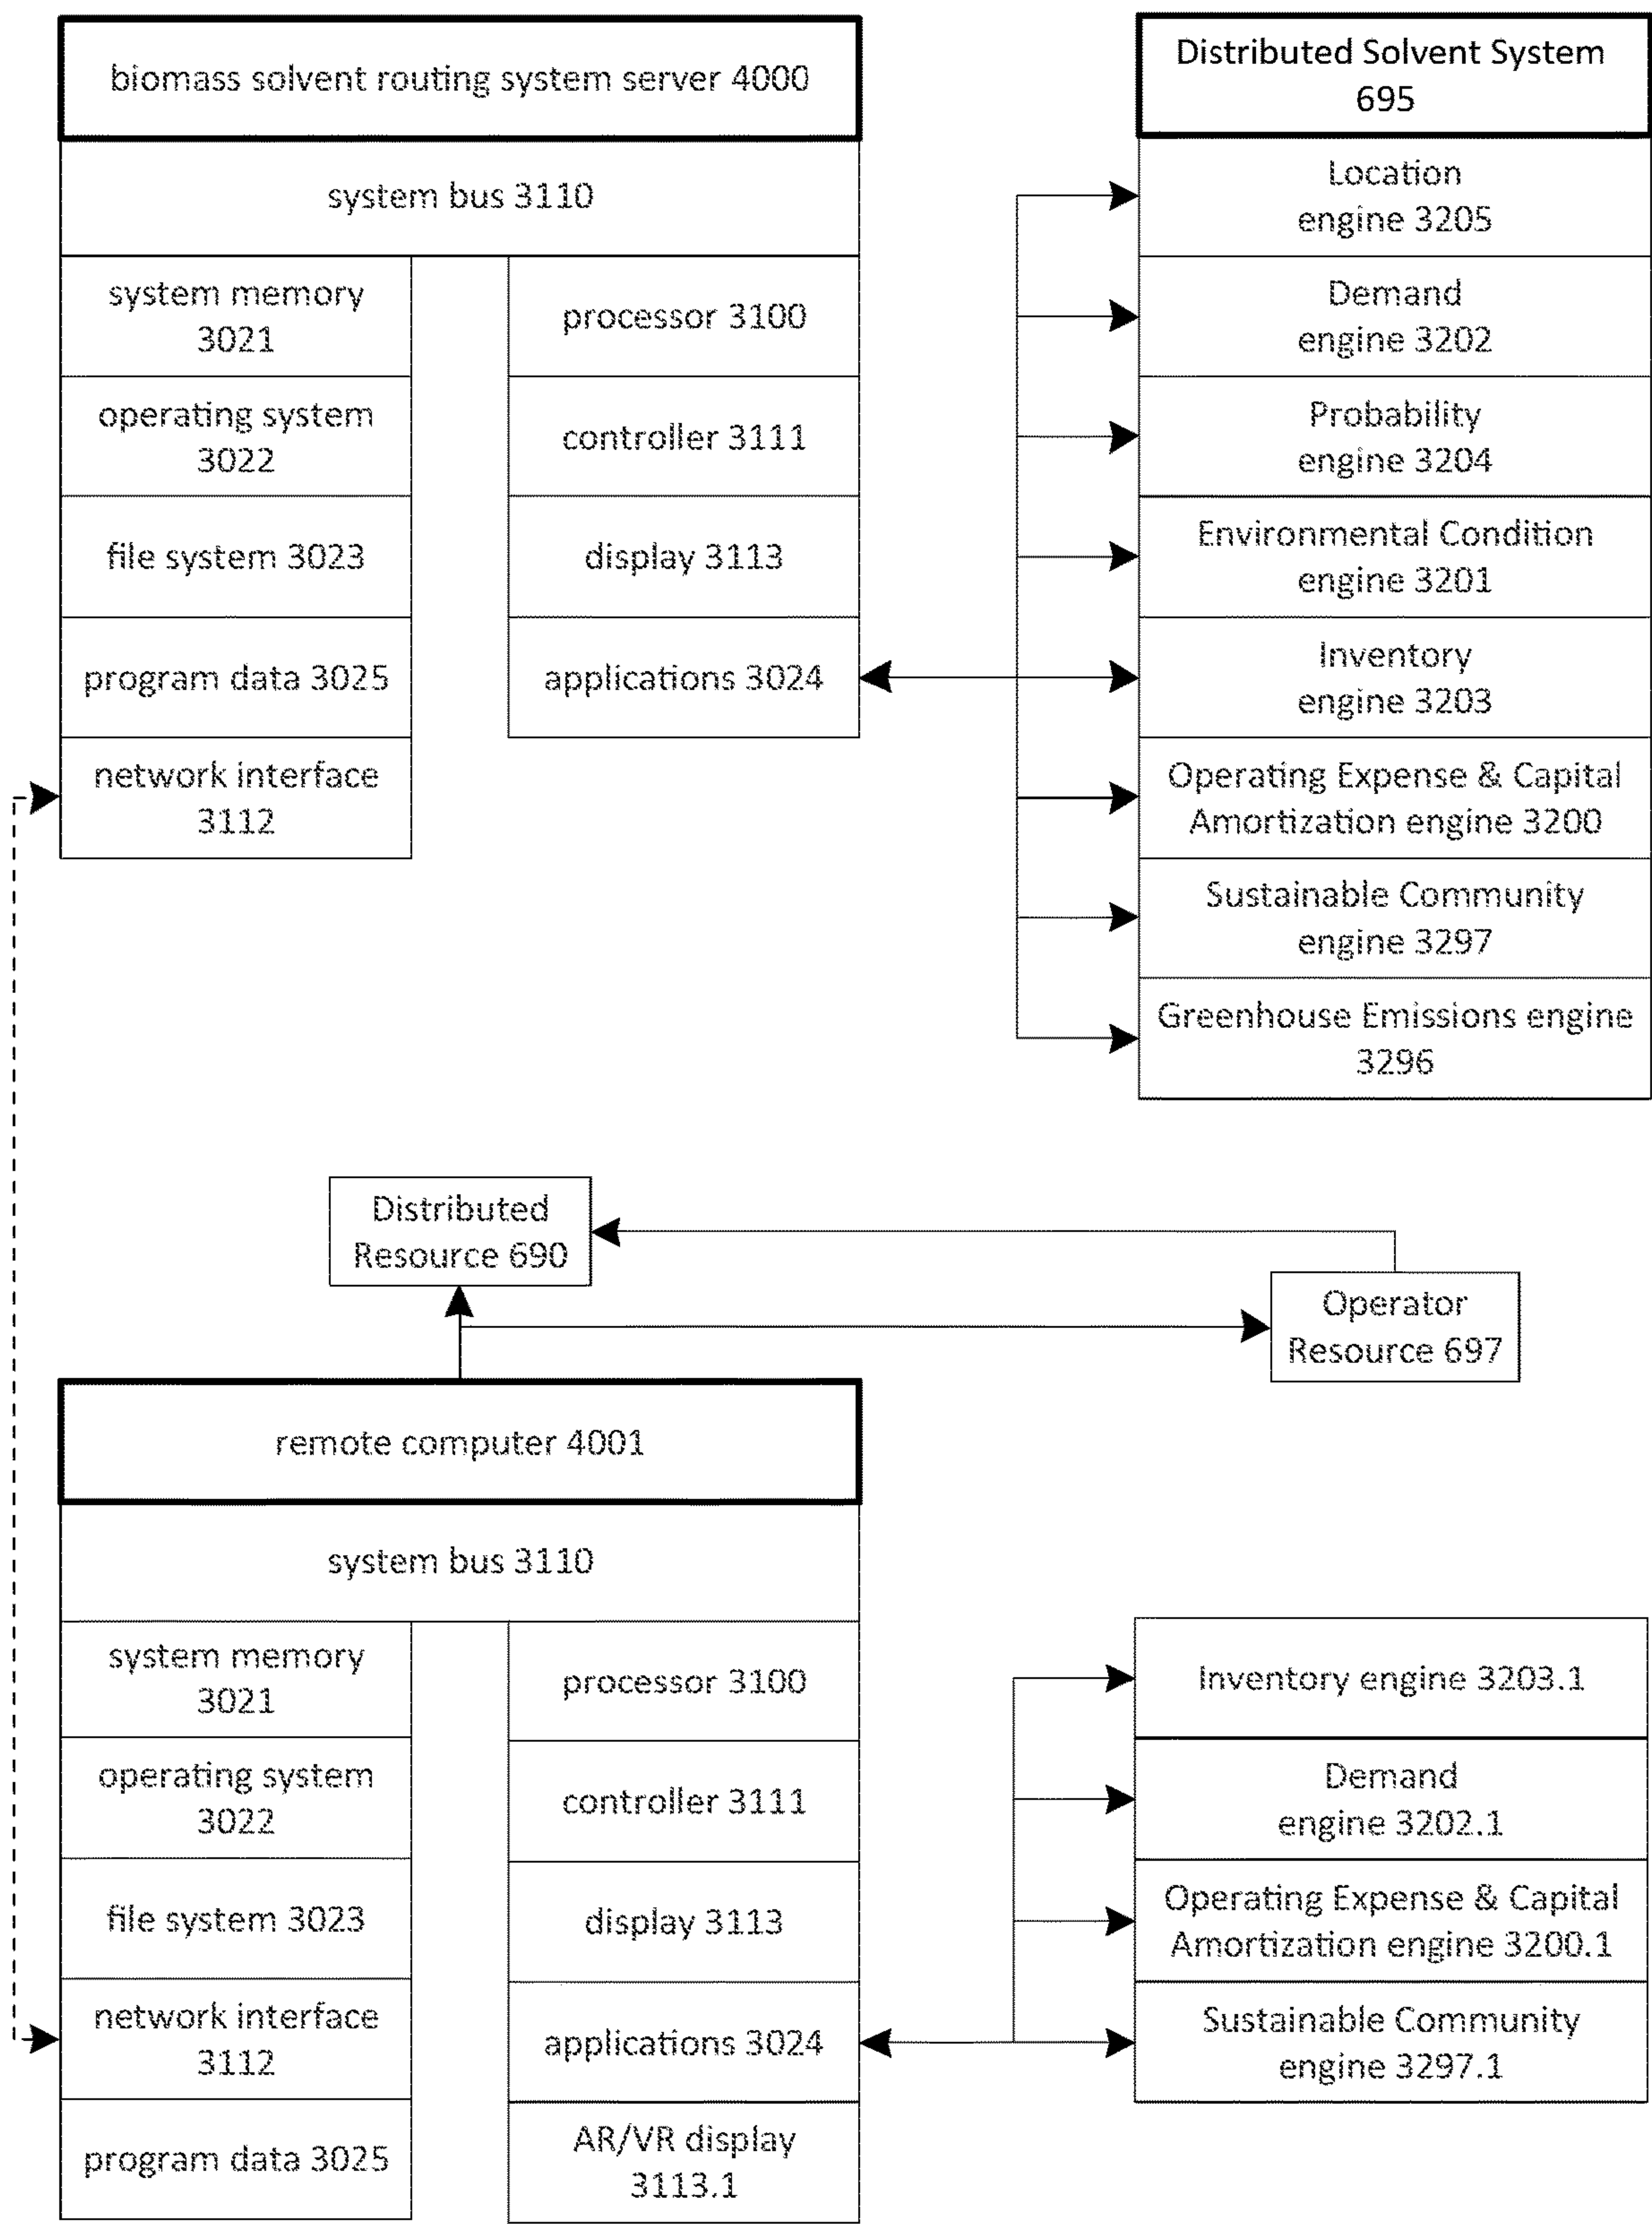 biomass solvent routing system server 4000
system bus 3110
system memory
3021
operating system
3022
file system 3023
program data 3025
network interface
3112
processor 3100
controller 3111
display 3113
applications 3024
Distributed Solvent System
695
Location
engine 3205
Demand
engine 3202
Probability
engine 3204
Environmental Condition
engine 3201
Inventory
engine 3203
Operating Expense & Capital
Amortization engine 3200
Sustainable Community
engine 3297
Greenhouse Emissions engine
3296
Distributed
Resource 690
Operator
Resource 697
remote computer 4001
system bus 3110
system memory
3021
operating system
3022
file system 3023
network interface
3112
program data 3025
processor 3100
controller 3111
display 3113
applications 3024
AR/VR display
3113.1
Inventory engine 3203.1
Demand
engine 3202.1
Operating Expense & Capital
Amortization engine 3200.1
Sustainable Community
engine 3297.1